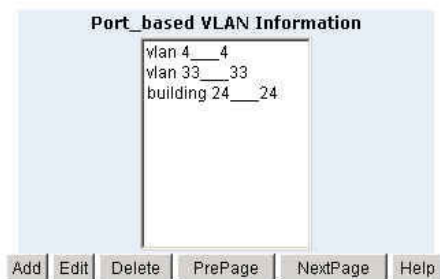 Port_based VLAN Information
vlan 4___4
vlan 33___33
building 24___24
Add Edit Delete PrePage NextPage Help